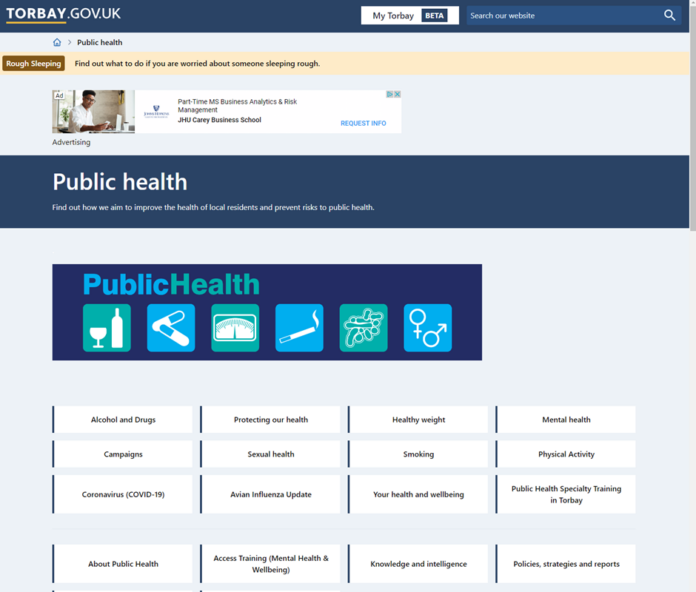 TORBAY.GOV.UK
My Torbay BETA
Search our website
Public health
Rough Sleeping
Find out what to do if you are worried about someone sleeping rough.
Ad
Part-Time MS Business Analytics & Risk
Management
JHU Carey Business School
REQUEST INFO
Advertising
Public health
Find out how we aim to improve the health of local residents and prevent risks to public health.
PublicHealth
Alcohol and Drugs
Protecting our health
Healthy weight
Mental health
Campaigns
Sexual health
Smoking
Physical Activity
Coronavirus (COVID-19)
Avian Influenza Update
Your health and wellbeing
Public Health Specialty Training
in Torbay
About Public Health
Access Training (Mental Health &
Wellbeing)
Knowledge and intelligence
Policies, strategies and reports